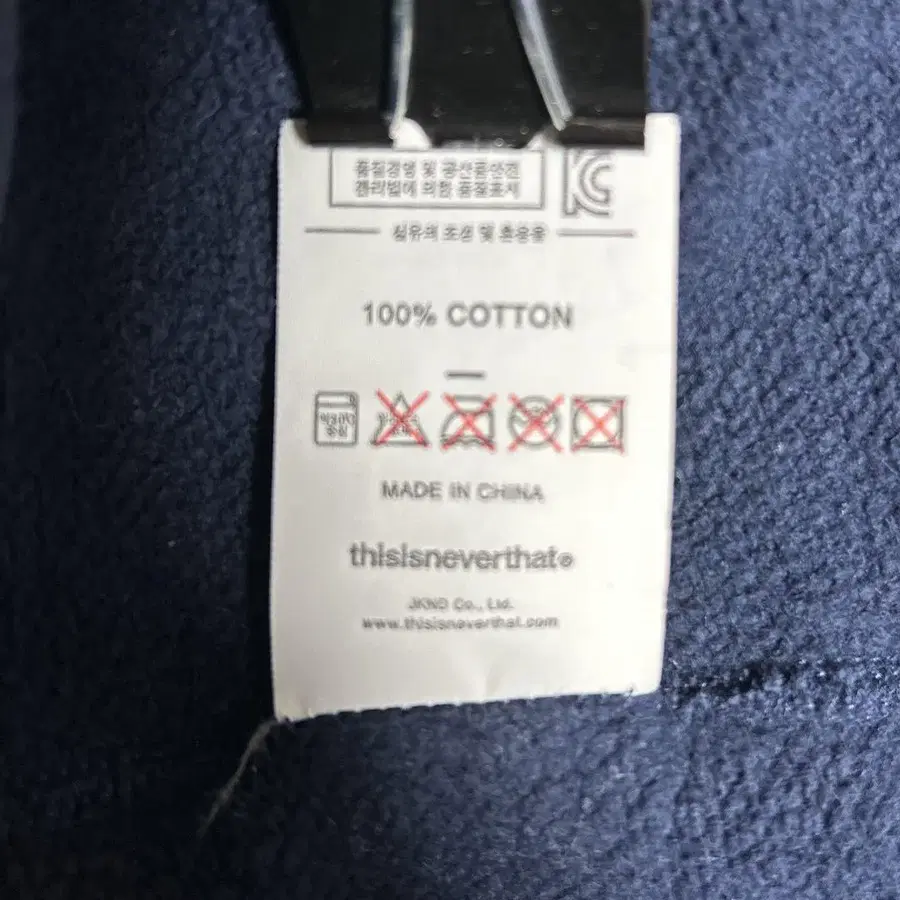 품질경영 및 공산품안전
관리법에 의한 품질표시
섬유의 조성 및 혼용율
100% COTTON
—
MADE IN CHINA
thisisneverthat®
JKND Co., Ltd.
www.thisisneverthat.com